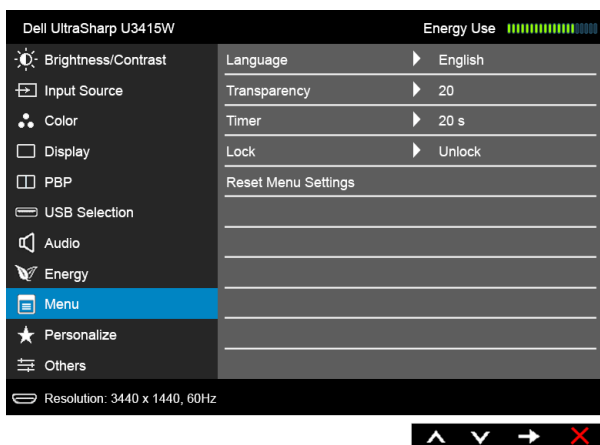 Dell UltraSharp U3415W
Energy Use
Brightness/Contrast
Input Source
Color
Display
PBP
USB Selection
Audio
Energy
Menu
Personalize
Others
Language English
Transparency 20
Timer 20 s
Lock Unlock
Reset Menu Settings
Resolution: 3440 x 1440, 60Hz